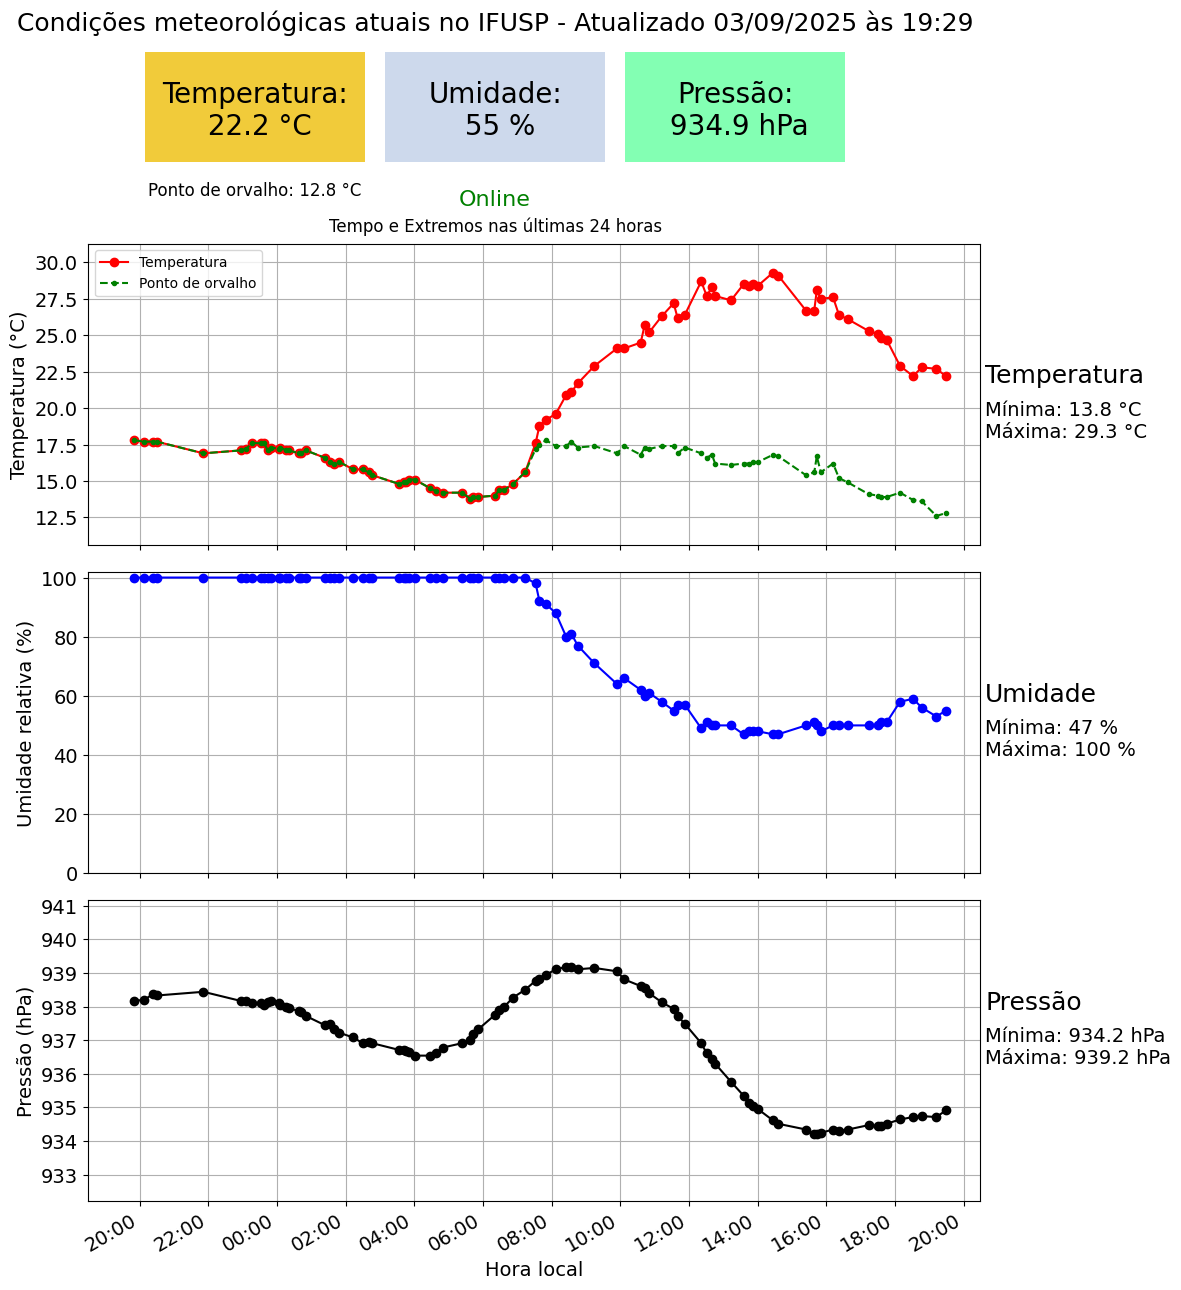 Condições meteorológicas atuais no IFUSP - Atualizado 03/09/2025 às 19:29
Temperatura:
22.2 °C
Umidade:
55 %
Pressão:
934.9 hPa
Ponto de orvalho: 12.8 °C
Online
Tempo e Extremos nas últimas 24 horas
Temperatura
Ponto de orvalho
Temperatura (°C)
30.0
27.5
25.0
22.5
20.0
17.5
15.0
12.5
Temperatura
Mínima: 13.8 °C
Máxima: 29.3 °C
Umidade relativa (%)
100
80
60
40
20
0
Umidade
Mínima: 47 %
Máxima: 100 %
Pressão (hPa)
941
940
939
938
937
936
935
934
933
Pressão
Mínima: 934.2 hPa
Máxima: 939.2 hPa
20:00
22:00
00:00
02:00
04:00
06:00
08:00
10:00
12:00
14:00
16:00
18:00
20:00
Hora local